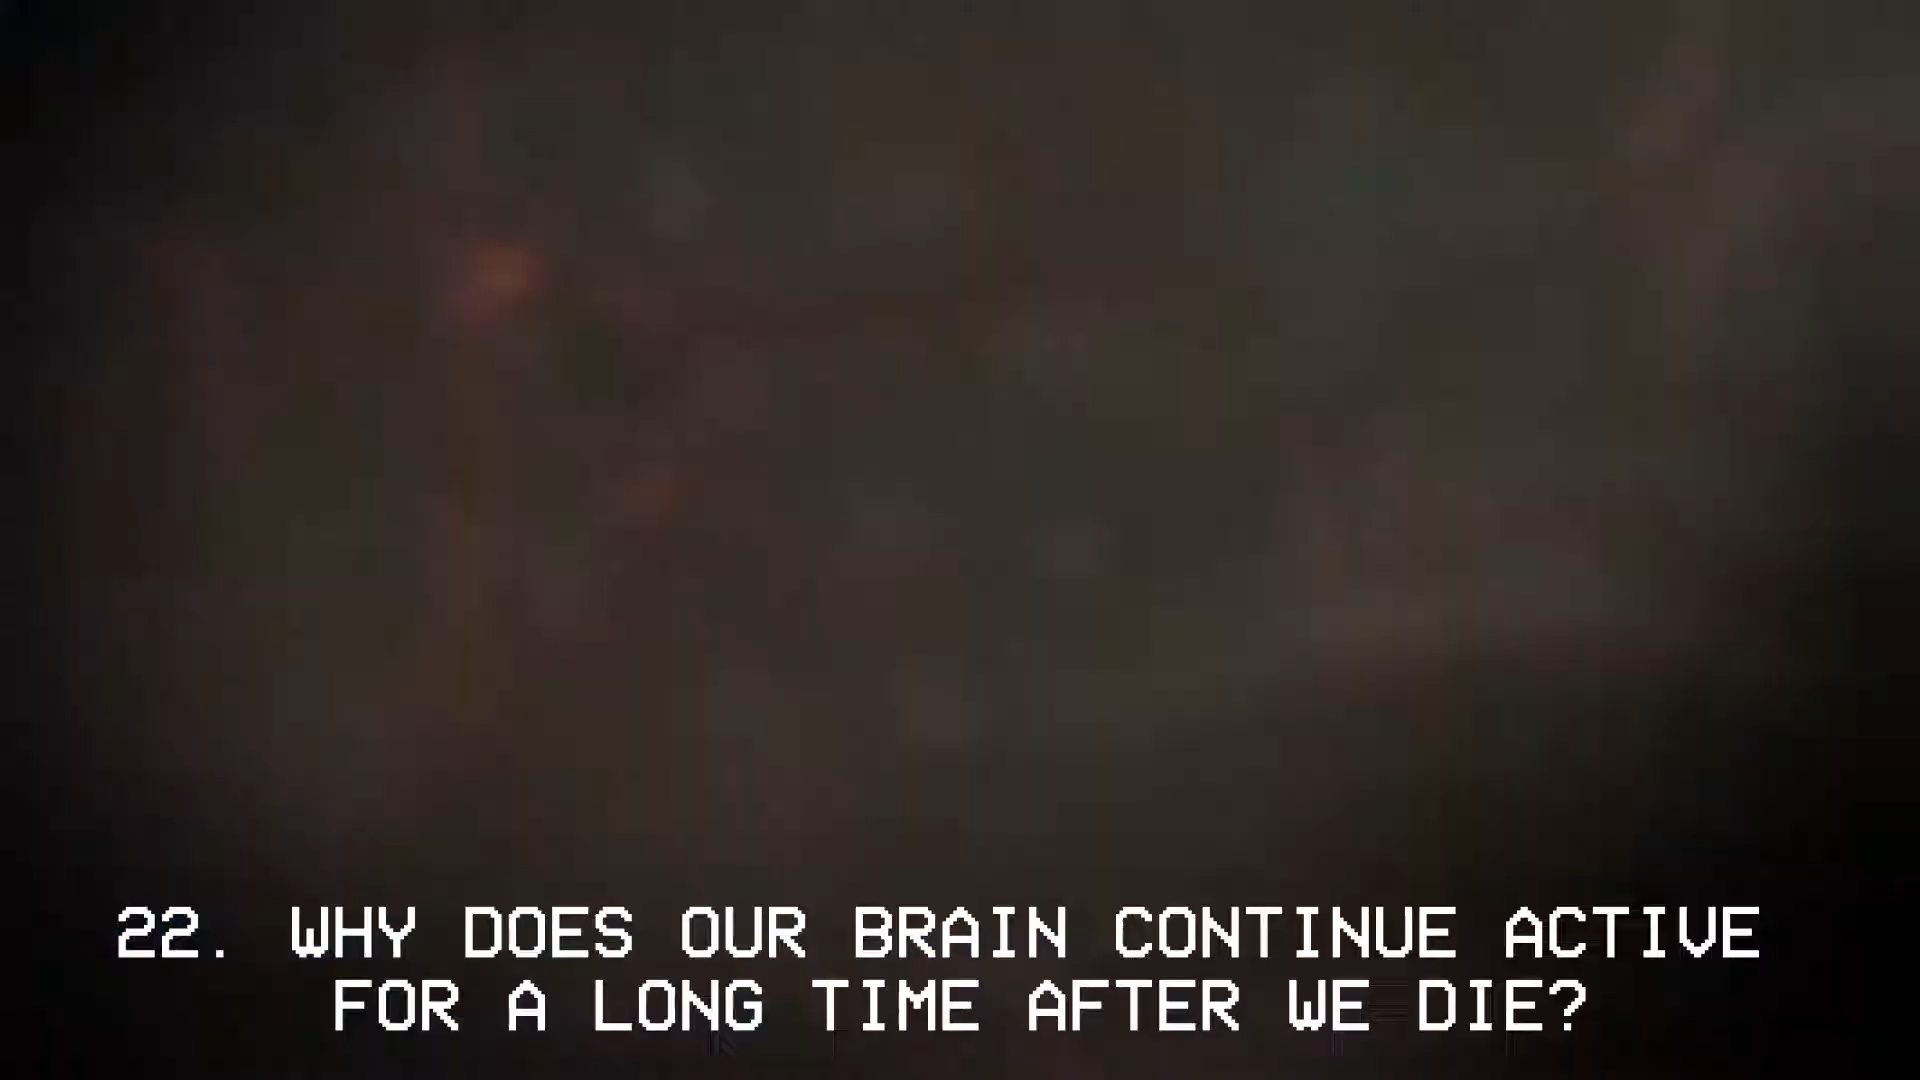 22. WHY DOES OUR BRAIN CONTINUE ACTIVE
FOR A LONG TIME AFTER WE DIE?